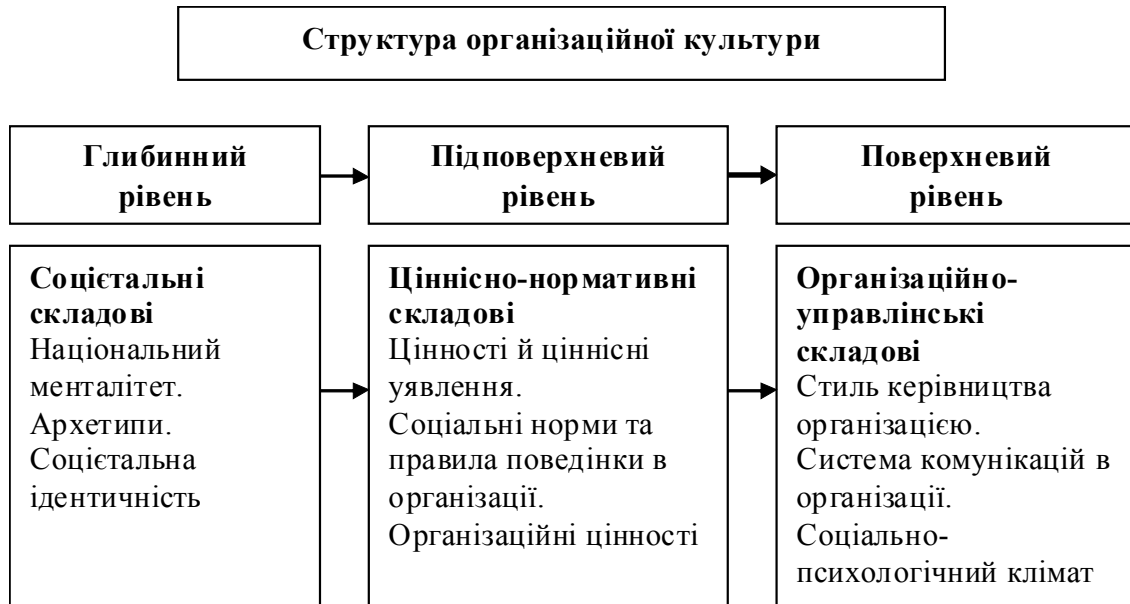 Структура організаційної культури
Глибинний
рівень
Підповерхневий
рівень
Поверхневий
рівень
Соцієтальні
складові
Національний
менталітет.
Архетипи.
Соцієтальна
ідентичність
Ціннісно-нормативні
складові
Цінності й ціннісні
уявлення.
Соціальні норми та
правила поведінки в
організації.
Організаційні цінності
Організаційно-
управлінські
складові
Стиль керівництва
організацією.
Система комунікацій в
організації.
Соціально-
психологічний клімат